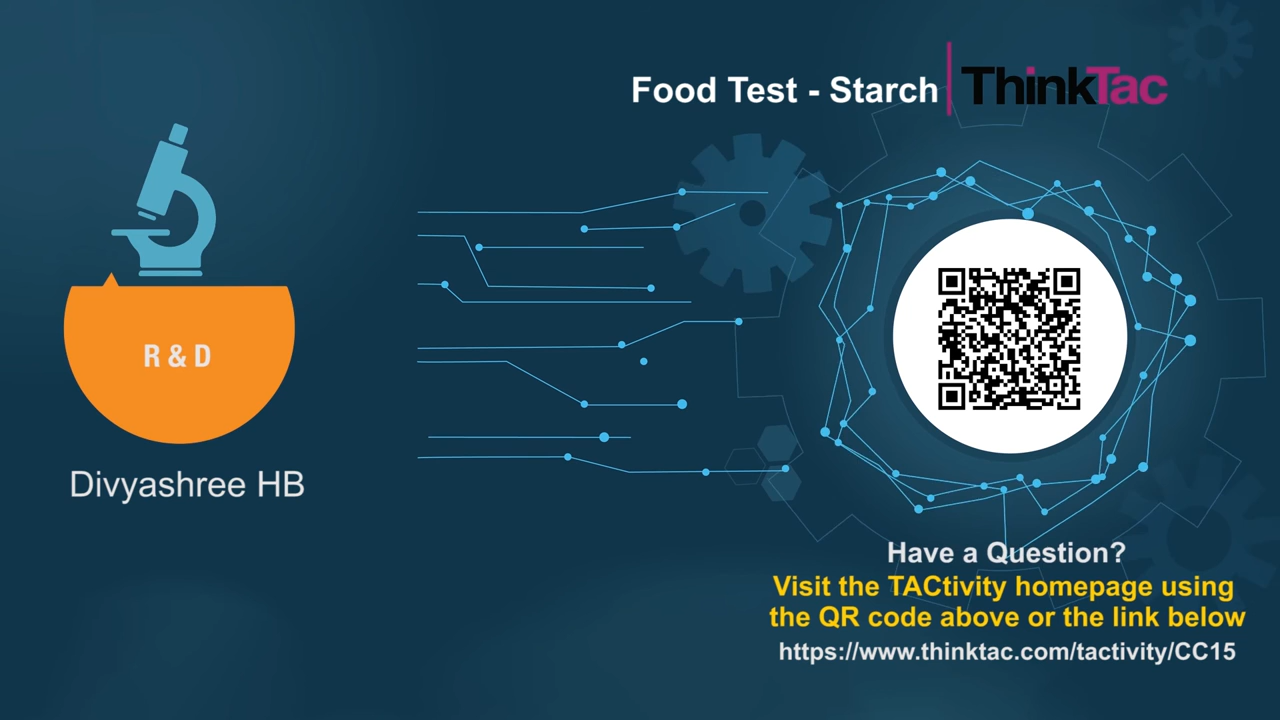 Food Test - Starch
ThinkTac
R & D
Divyashree HB
Have a Question?
Visit the TACtivity homepage using
the QR code above or the link below
https://www.thinktac.com/tactivity/CC15